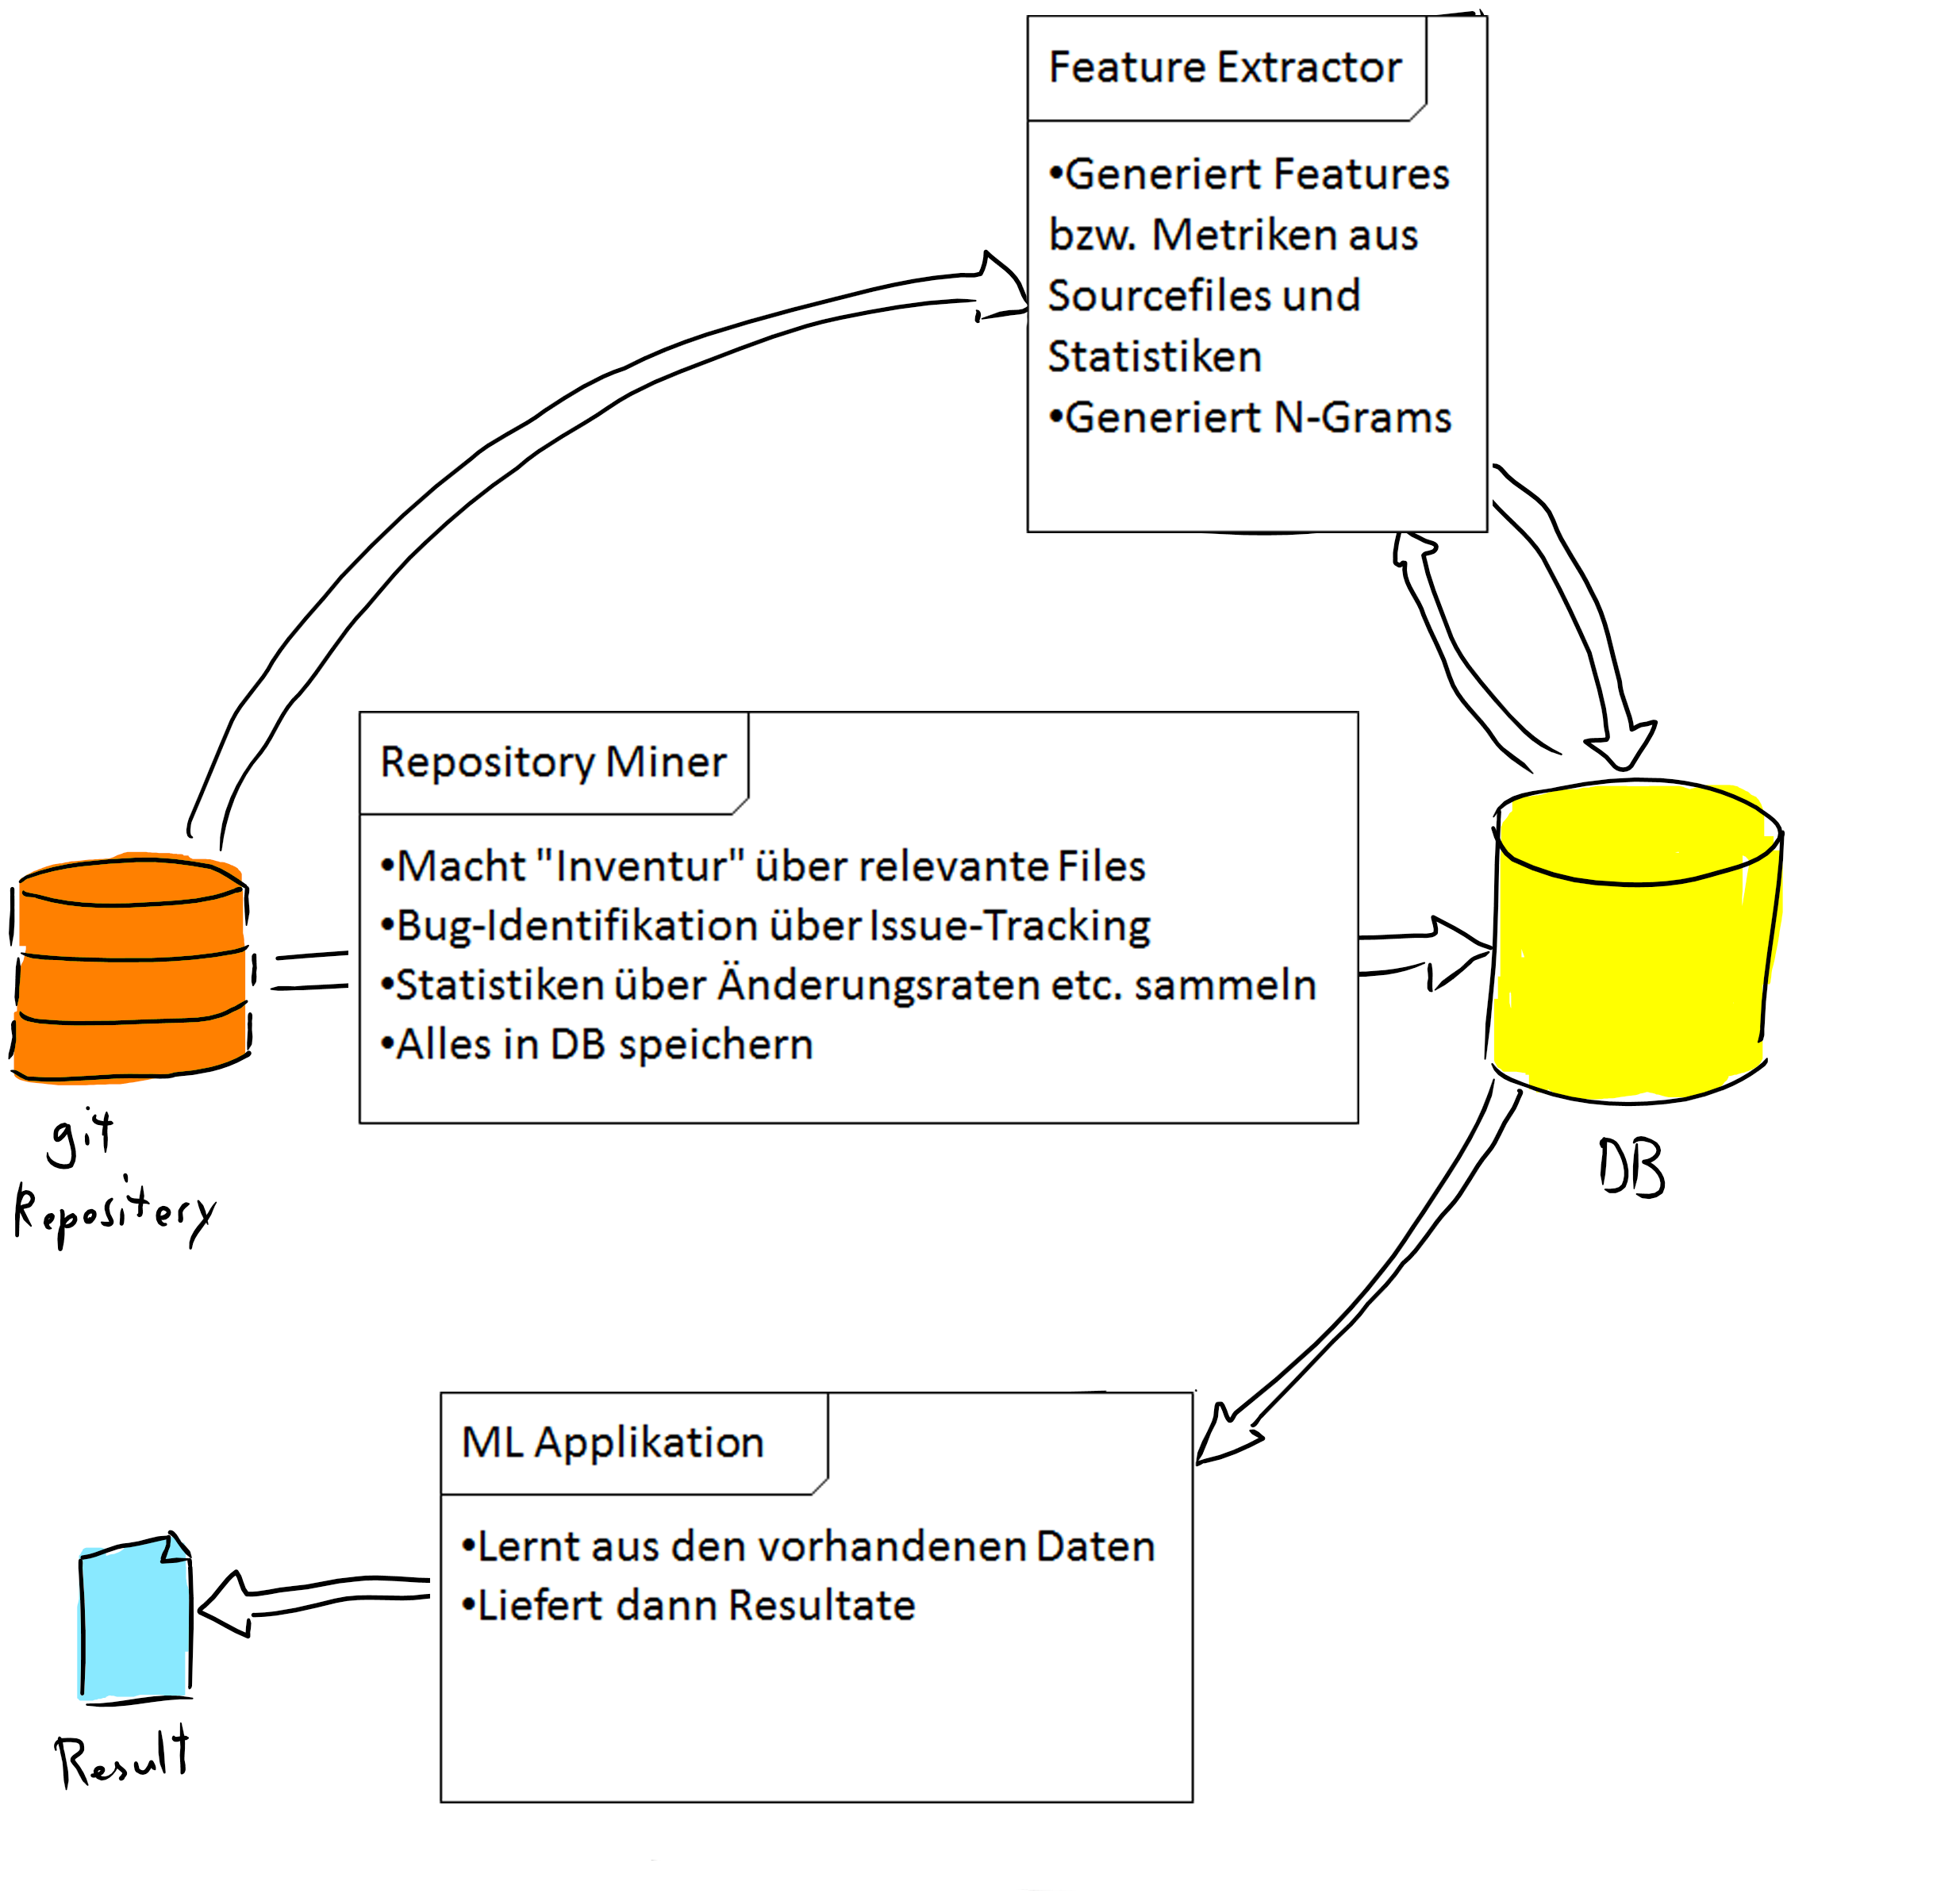 Feature Extractor
•Generiert Features
bzw. Metriken aus
Sourcefiles und
Statistiken
•Generiert N-Grams
Repository Miner
•Macht "Inventur" über relevante Files
•Bug-Identifikation über Issue-Tracking
•Statistiken über Änderungsraten etc. sammeln
•Alles in DB speichern
git
Repositery
DB
ML Applikation
•Lernt aus den vorhandenen Daten
•Liefert dann Resultate
Result